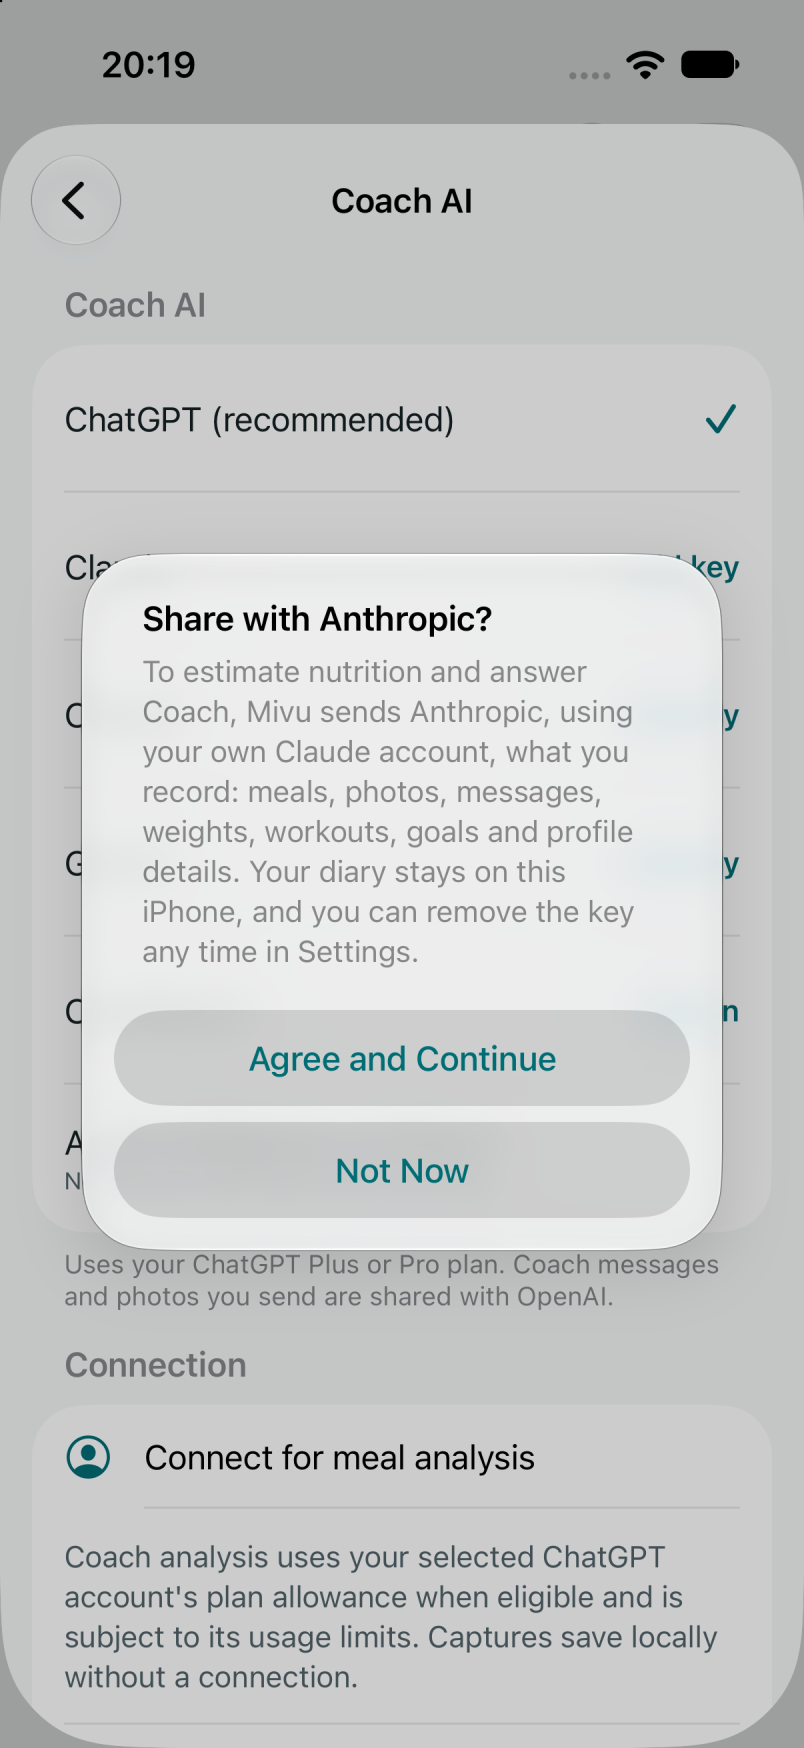 20:19
Coach AI
Coach AI
ChatGPT (recommended)
key
Share with Anthropic?
To estimate nutrition and answer
Coach, Mivu sends Anthropic, using
your own Claude account, what you
record: meals, photos, messages,
weights, workouts, goals and profile
details. Your diary stays on this
iPhone, and you can remove the key
any time in Settings.
Agree and Continue
Not Now
Uses your ChatGPT Plus or Pro plan. Coach messages
and photos you send are shared with OpenAI.
Connection
Connect for meal analysis
Coach analysis uses your selected ChatGPT
account's plan allowance when eligible and is
subject to its usage limits. Captures save locally
without a connection.